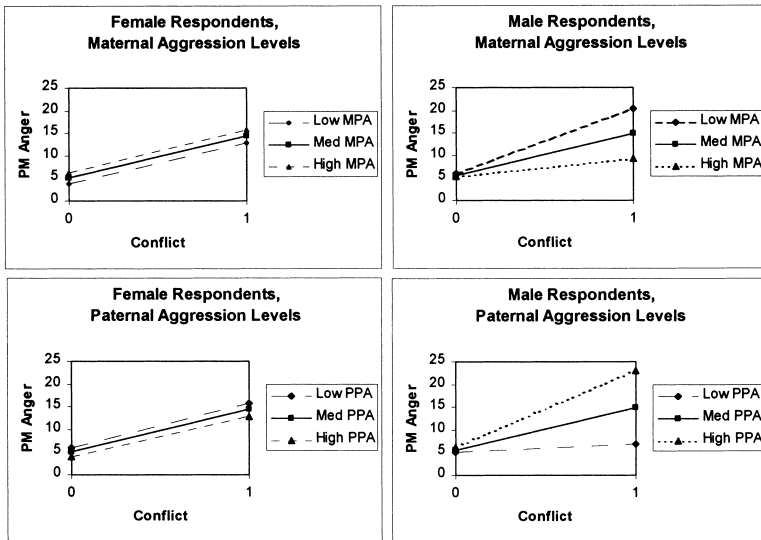 Female Respondents,
Maternal Aggression Levels
25
20
15
10
5
0
PM Anger
0
1
Conflict
Low MPA
Med MPA
High MPA
Male Respondents,
Maternal Aggression Levels
25
20
15
10
5
0
PM Anger
0
1
Conflict
Low MPA
Med MPA
High MPA
Female Respondents,
Paternal Aggression Levels
25
20
15
10
5
0
PM Anger
0
1
Conflict
Low PPA
Med PPA
High PPA
Male Respondents,
Paternal Aggression Levels
25
20
15
10
5
0
PM Anger
0
1
Conflict
Low PPA
Med PPA
High PPA